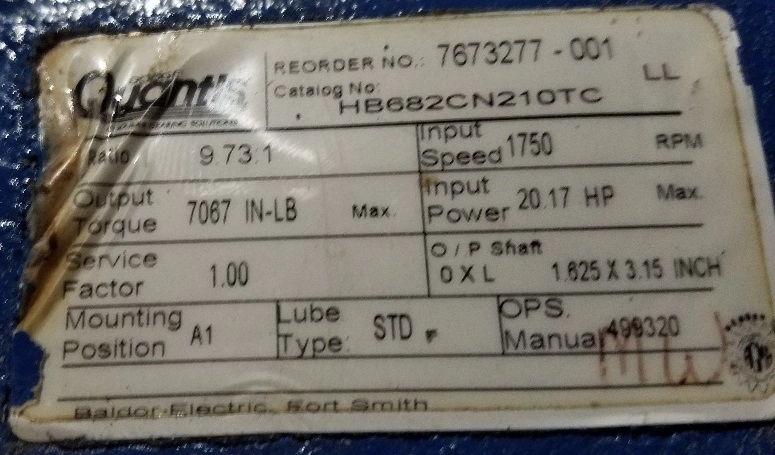 Quantis
REORDER NO.: 7673277 - 001
LL
Catalog No:
HB682CN210TC
Ratio 9.73:1
Input Speed 1750 RPM
Output Torque 7067 IN-LB Max.
Input Power 20.17 HP Max.
Service Factor 1.00
O / P Shaft
O X L 1.625 X 3.15 INCH
Mounting Position A1
Lube Type: STD
OPS. Manual 499320
Baldor Electric, Fort Smith